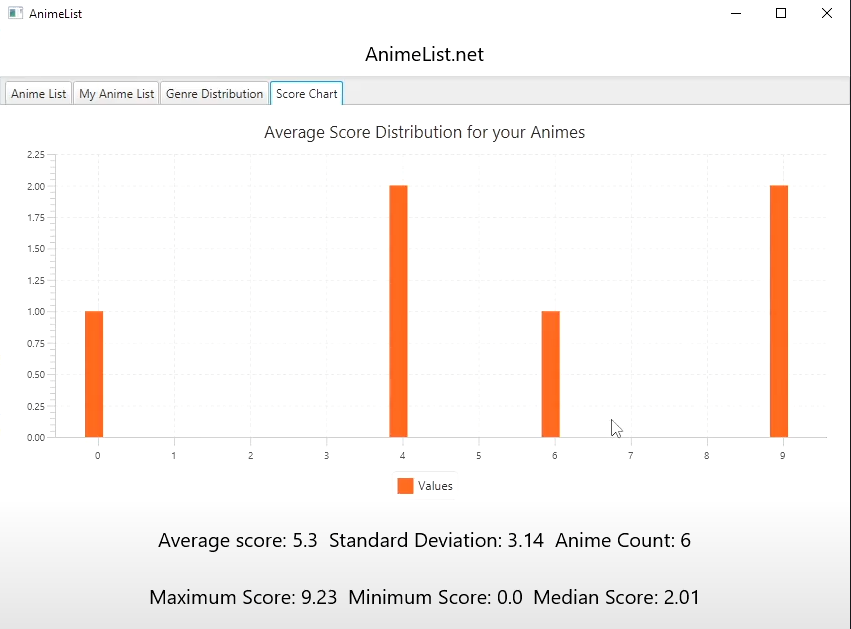 AnimeList
AnimeList.net
Anime List My Anime List Genre Distribution Score Chart
Average Score Distribution for your Animes
2.25
2.00
1.75
1.50
1.25
1.00
0.75
0.50
0.25
0.00
0 1 2 3 4 5 6 7 8 9
Values
Average score: 5.3 Standard Deviation: 3.14 Anime Count: 6
Maximum Score: 9.23 Minimum Score: 0.0 Median Score: 2.01